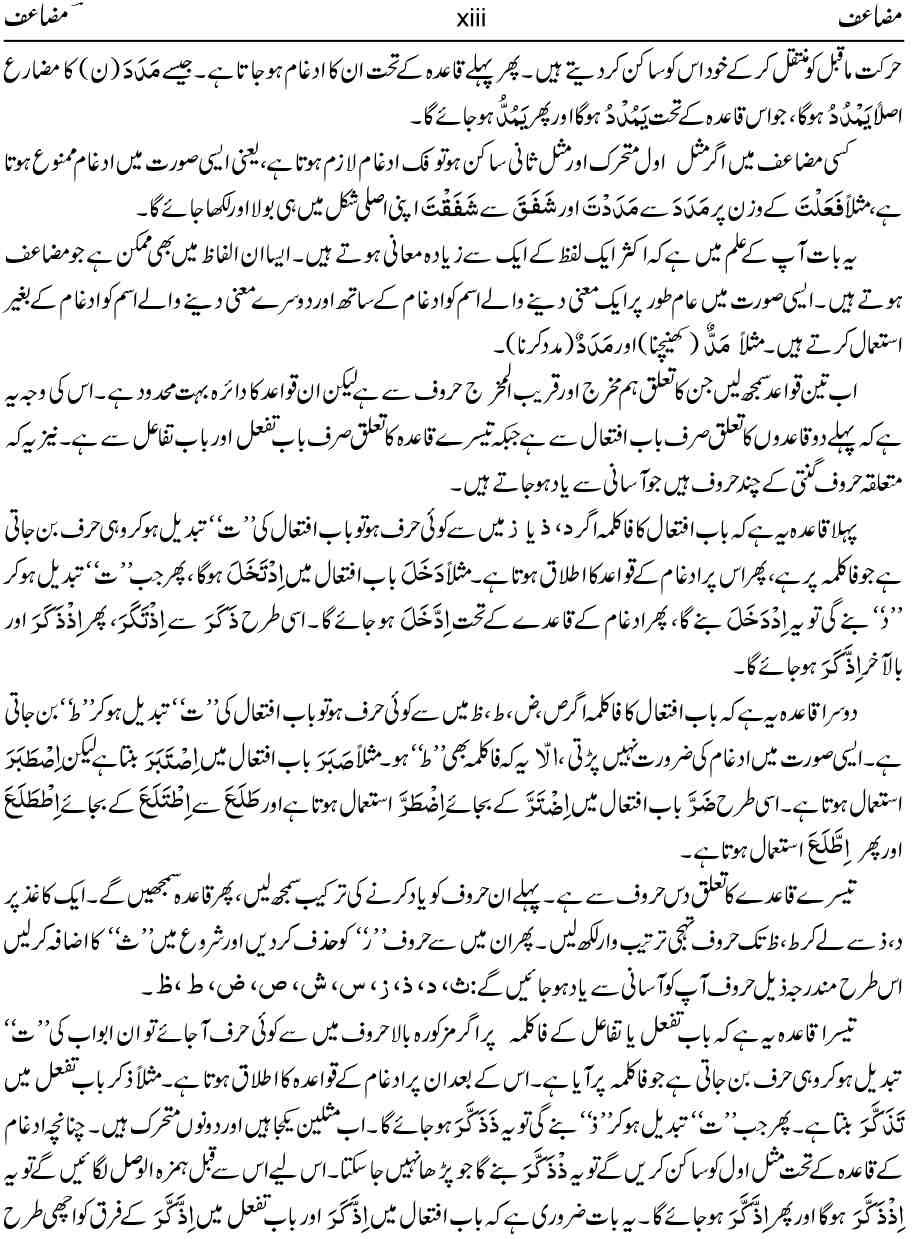 مضاعف xiii مضاعف
حرکت ماقبل کو منتقل کر کے خود اس کو ساکن کر دیتے ہیں۔ پھر پہلے قاعدہ کے تحت ان کا ادغام ہو جاتا ہے۔ جیسے مَدَدَ (ن) کا مضارع
اصلاً یَمْدُدُ ہوگا، جو اس قاعدہ کے تحت یَمُدْدُ ہوگا اور پھر یَمُدُّ ہو جائے گا۔
کسی مضاعف میں اگر مثل اول متحرک اور مثل ثانی ساکن ہو تو فک ادغام لازم ہوتا ہے، یعنی ایسی صورت میں ادغام ممنوع ہوتا
ہے، مثلاً فَعَلْتَ کے وزن پر مَدَدَ سے مَدَدْتَ اور شَفَقَ سے شَفَقْتَ اپنی اصلی شکل میں ہی بولا اور لکھا جائے گا۔
یہ بات آپ کے علم میں ہے کہ اکثر ایک لفظ کے ایک سے زیادہ معانی ہوتے ہیں۔ ایسا ان الفاظ میں بھی ممکن ہے جو مضاعف
ہوتے ہیں۔ ایسی صورت میں عام طور پر ایک معنی دینے والے اسم کو ادغام کے ساتھ اور دوسرے معنی دینے والے اسم کو ادغام کے بغیر
استعمال کرتے ہیں۔ مثلاً مَدٌّ (کھینچنا) اور مَدَدٌ (مدد کرنا)۔
اب تین قواعد سمجھ لیں جن کا تعلق ہم مخرج اور قریب المخرج حروف سے ہے لیکن ان قواعد کا دائرہ بہت محدود ہے۔ اس کی وجہ یہ
ہے کہ پہلے دو قاعدوں کا تعلق صرف باب افتعال سے ہے جبکہ تیسرے قاعدہ کا تعلق صرف باب تفعل اور باب تفاعل سے ہے۔ نیز یہ کہ
متعلقہ حروف گنتی کے چند حروف ہیں جو آسانی سے یاد ہو جاتے ہیں۔
پہلا قاعدہ یہ ہے کہ باب افتعال کا فا کلمہ اگر د، ذ یا ز میں سے کوئی حرف ہو تو باب افتعال کی ’’ت‘‘ تبدیل ہو کر وہی حرف بن جاتی
ہے جو فا کلمہ پر ہے، پھر اس پر ادغام کے قواعد کا اطلاق ہوتا ہے۔ مثلاً دَخَلَ باب افتعال میں اِدْتَخَلَ ہوگا، پھر جب ’’ت‘‘ تبدیل ہو کر
’’د‘‘ بنے گی تو یہ اِدْدَخَلَ بنے گا، پھر ادغام کے قاعدے کے تحت اِدَّخَلَ ہو جائے گا۔ اسی طرح ذَکَرَ سے اِذْتَکَرَ، پھر اِذْذَکَرَ اور
بالآخر اِذَّکَرَ ہو جائے گا۔
دوسرا قاعدہ یہ ہے کہ باب افتعال کا فا کلمہ اگر ص، ض، ط، ظ میں سے کوئی حرف ہو تو باب افتعال کی ’’ت‘‘ تبدیل ہو کر ’’ط‘‘ بن جاتی
ہے۔ ایسی صورت میں ادغام کی ضرورت نہیں پڑتی، الّا یہ کہ فا کلمہ بھی ’’ط‘‘ ہو۔ مثلاً صَبَرَ باب افتعال میں اِصْتَبَرَ بنتا ہے لیکن اِصْطَبَرَ
استعمال ہوتا ہے۔ اسی طرح ضَرَّ باب افتعال میں اِضْتَرَّ کے بجائے اِضْطَرَّ استعمال ہوتا ہے اور طَلَعَ سے اِطْتَلَعَ کے بجائے اِطْطَلَعَ
اور پھر اِطَّلَعَ استعمال ہوتا ہے۔
تیسرے قاعدے کا تعلق دس حروف سے ہے۔ پہلے ان حروف کو یاد کرنے کی ترکیب سمجھ لیں، پھر قاعدہ سمجھیں گے۔ ایک کاغذ پر
د، ذ سے لے کر ط، ظ تک حروف تہجی ترتیب وار لکھ لیں۔ پھر ان میں سے حروف ’’ر‘‘ کو حذف کر دیں اور شروع میں ’’ث‘‘ کا اضافہ کر لیں
اس طرح مندرجہ ذیل حروف آپ کو آسانی سے یاد ہو جائیں گے: ث، د، ذ، ز، س، ش، ص، ض، ط، ظ۔
تیسرا قاعدہ یہ ہے کہ باب تفعل یا تفاعل کے فا کلمہ پر اگر مزکورہ بالا حروف میں سے کوئی حرف آ جائے تو ان ابواب کی ’’ت‘‘
تبدیل ہو کر وہی حرف بن جاتی ہے جو فا کلمہ پر آیا ہے۔ اس کے بعد ان پر ادغام کے قواعدہ کا اطلاق ہوتا ہے۔ مثلاً ذکر باب تفعل میں
تَذَکَّرَ بنتا ہے۔ پھر جب ’’ت‘‘ تبدیل ہو کر ’’ذ‘‘ بنے گی تو یہ ذَذَکَّرَ ہو جائے گا۔ اب مثلین یکجا ہیں اور دونوں متحرک ہیں۔ چنانچہ ادغام
کے قاعدہ کے تحت مثل اول کو ساکن کریں گے تو یہ ذْذَکَّرَ بنے گا جو پڑھا نہیں جا سکتا۔ اس لیے اس سے قبل ہمزہ الوصل لگائیں گے تو یہ
اِذْذَکَّرَ ہوگا اور پھر اِذَّکَّرَ ہو جائے گا۔ یہ بات ضروری ہے کہ باب افتعال میں اِذَّکَرَ اور باب تفعل میں اِذَّکَّرَ کے فرق کو اچھی طرح